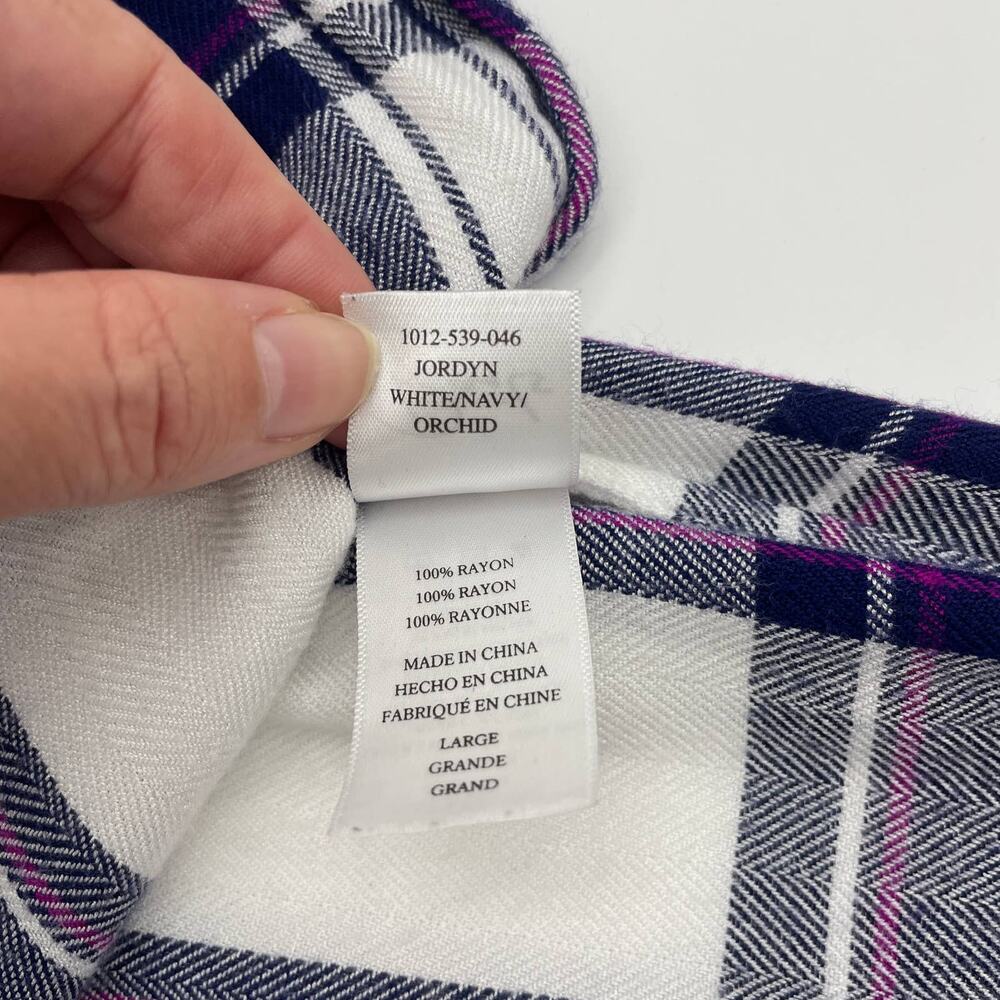 1012-539-046
JORDYN
WHITE/NAVY/
ORCHID
100% RAYON
100% RAYON
100% RAYONNE
MADE IN CHINA
HECHO EN CHINA
FABRIQUÉ EN CHINE
LARGE
GRANDE
GRAND